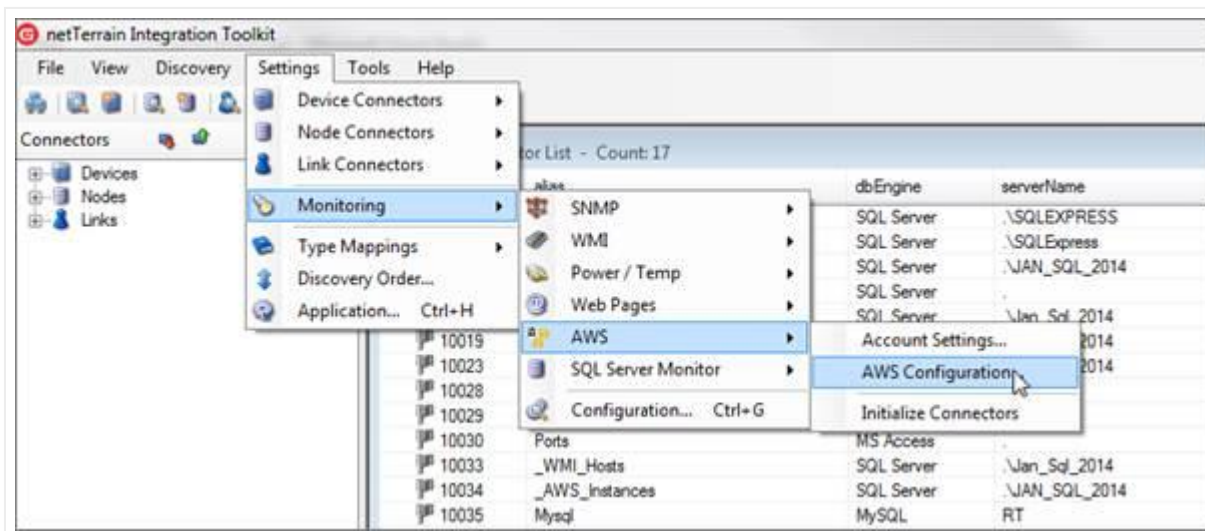 netTerrain Integration Toolkit
File View Discovery Settings Tools Help
Device Connectors
Connectors
Node Connectors
Link Connectors
tor List - Count: 17
Devices
Nodes
Links
alias dbEngine serverName
Monitoring
SNMP
SQL Server .\SQLEXPRESS
WMI
SQL Server .\SQLExpress
Type Mappings
Power / Temp
SQL Server .\JAN_SQL_2014
Discovery Order...
SQL Server .
Application... Ctrl+H
Web Pages
SQL Server .\Jan_Sql_2014
10019
AWS
Account Settings... 2014
10023
SQL Server Monitor
AWS Configuration... 2014
10028
10029
Configuration... Ctrl+G
Initialize Connectors
10030 Ports MS Access .
10033 _WMI_Hosts SQL Server .\Jan_Sql_2014
10034 _AWS_Instances SQL Server .\JAN_SQL_2014
10035 Mysql MySQL RT